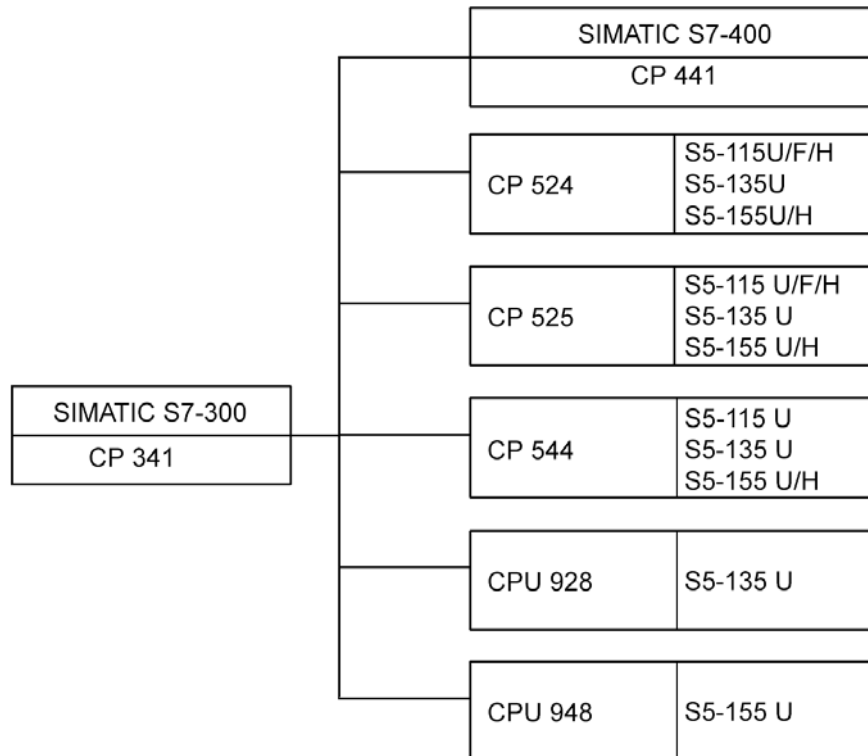 SIMATIC S7-400
CP 441
CP 524
S5-115U/F/H
S5-135U
S5-155U/H
CP 525
S5-115 U/F/H
S5-135 U
S5-155 U/H
SIMATIC S7-300
CP 341
CP 544
S5-115 U
S5-135 U
S5-155 U/H
CPU 928
S5-135 U
CPU 948
S5-155 U